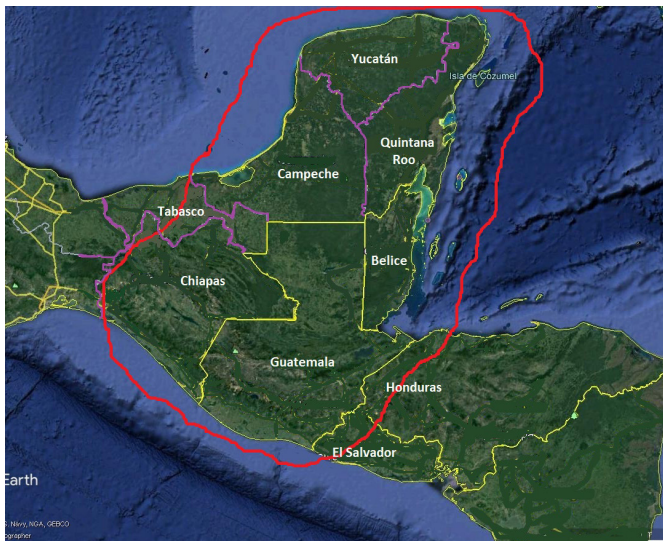 Yucatán
Isla de Cozumel
Quintana
Roo
Campeche
Tabasco
Belice
Chiapas
Guatemala
Honduras
El Salvador
Earth
S. Navy, NGA, GEBCO
ographer